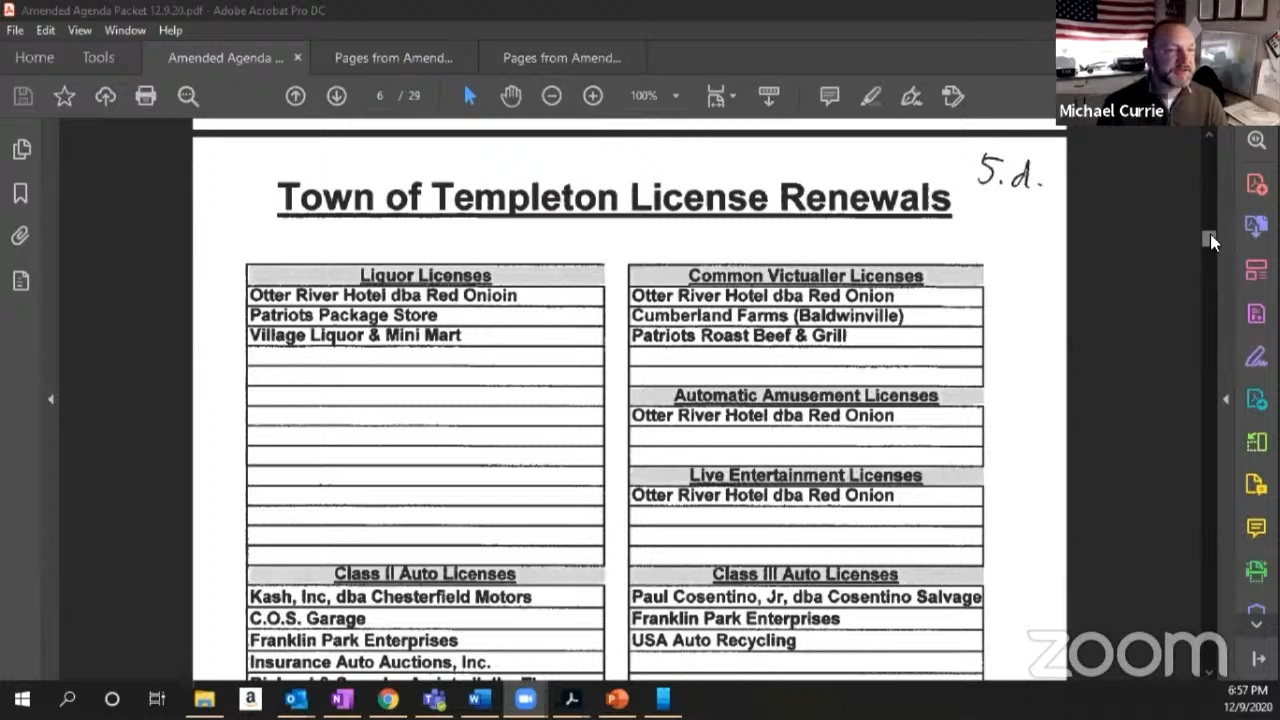 Amended Agenda Packet 12.9.20.pdf - Adobe Acrobat Pro DC
File Edit View Window Help
Home Tools Amended Agenda ... × Pages from Amend... Pages from Amend...
6 / 29 100%
Michael Currie
5.d.
Town of Templeton License Renewals
Liquor Licenses
Otter River Hotel dba Red Onioin
Patriots Package Store
Village Liquor & Mini Mart
Common Victualler Licenses
Otter River Hotel dba Red Onion
Cumberland Farms (Baldwinville)
Patriots Roast Beef & Grill
Automatic Amusement Licenses
Otter River Hotel dba Red Onion
Live Entertainment Licenses
Otter River Hotel dba Red Onion
Class II Auto Licenses
Kash, Inc, dba Chesterfield Motors
C.O.S. Garage
Franklin Park Enterprises
Insurance Auto Auctions, Inc.
Class III Auto Licenses
Paul Cosentino, Jr, dba Cosentino Salvage
Franklin Park Enterprises
USA Auto Recycling
zoom
6:57 PM
12/9/2020